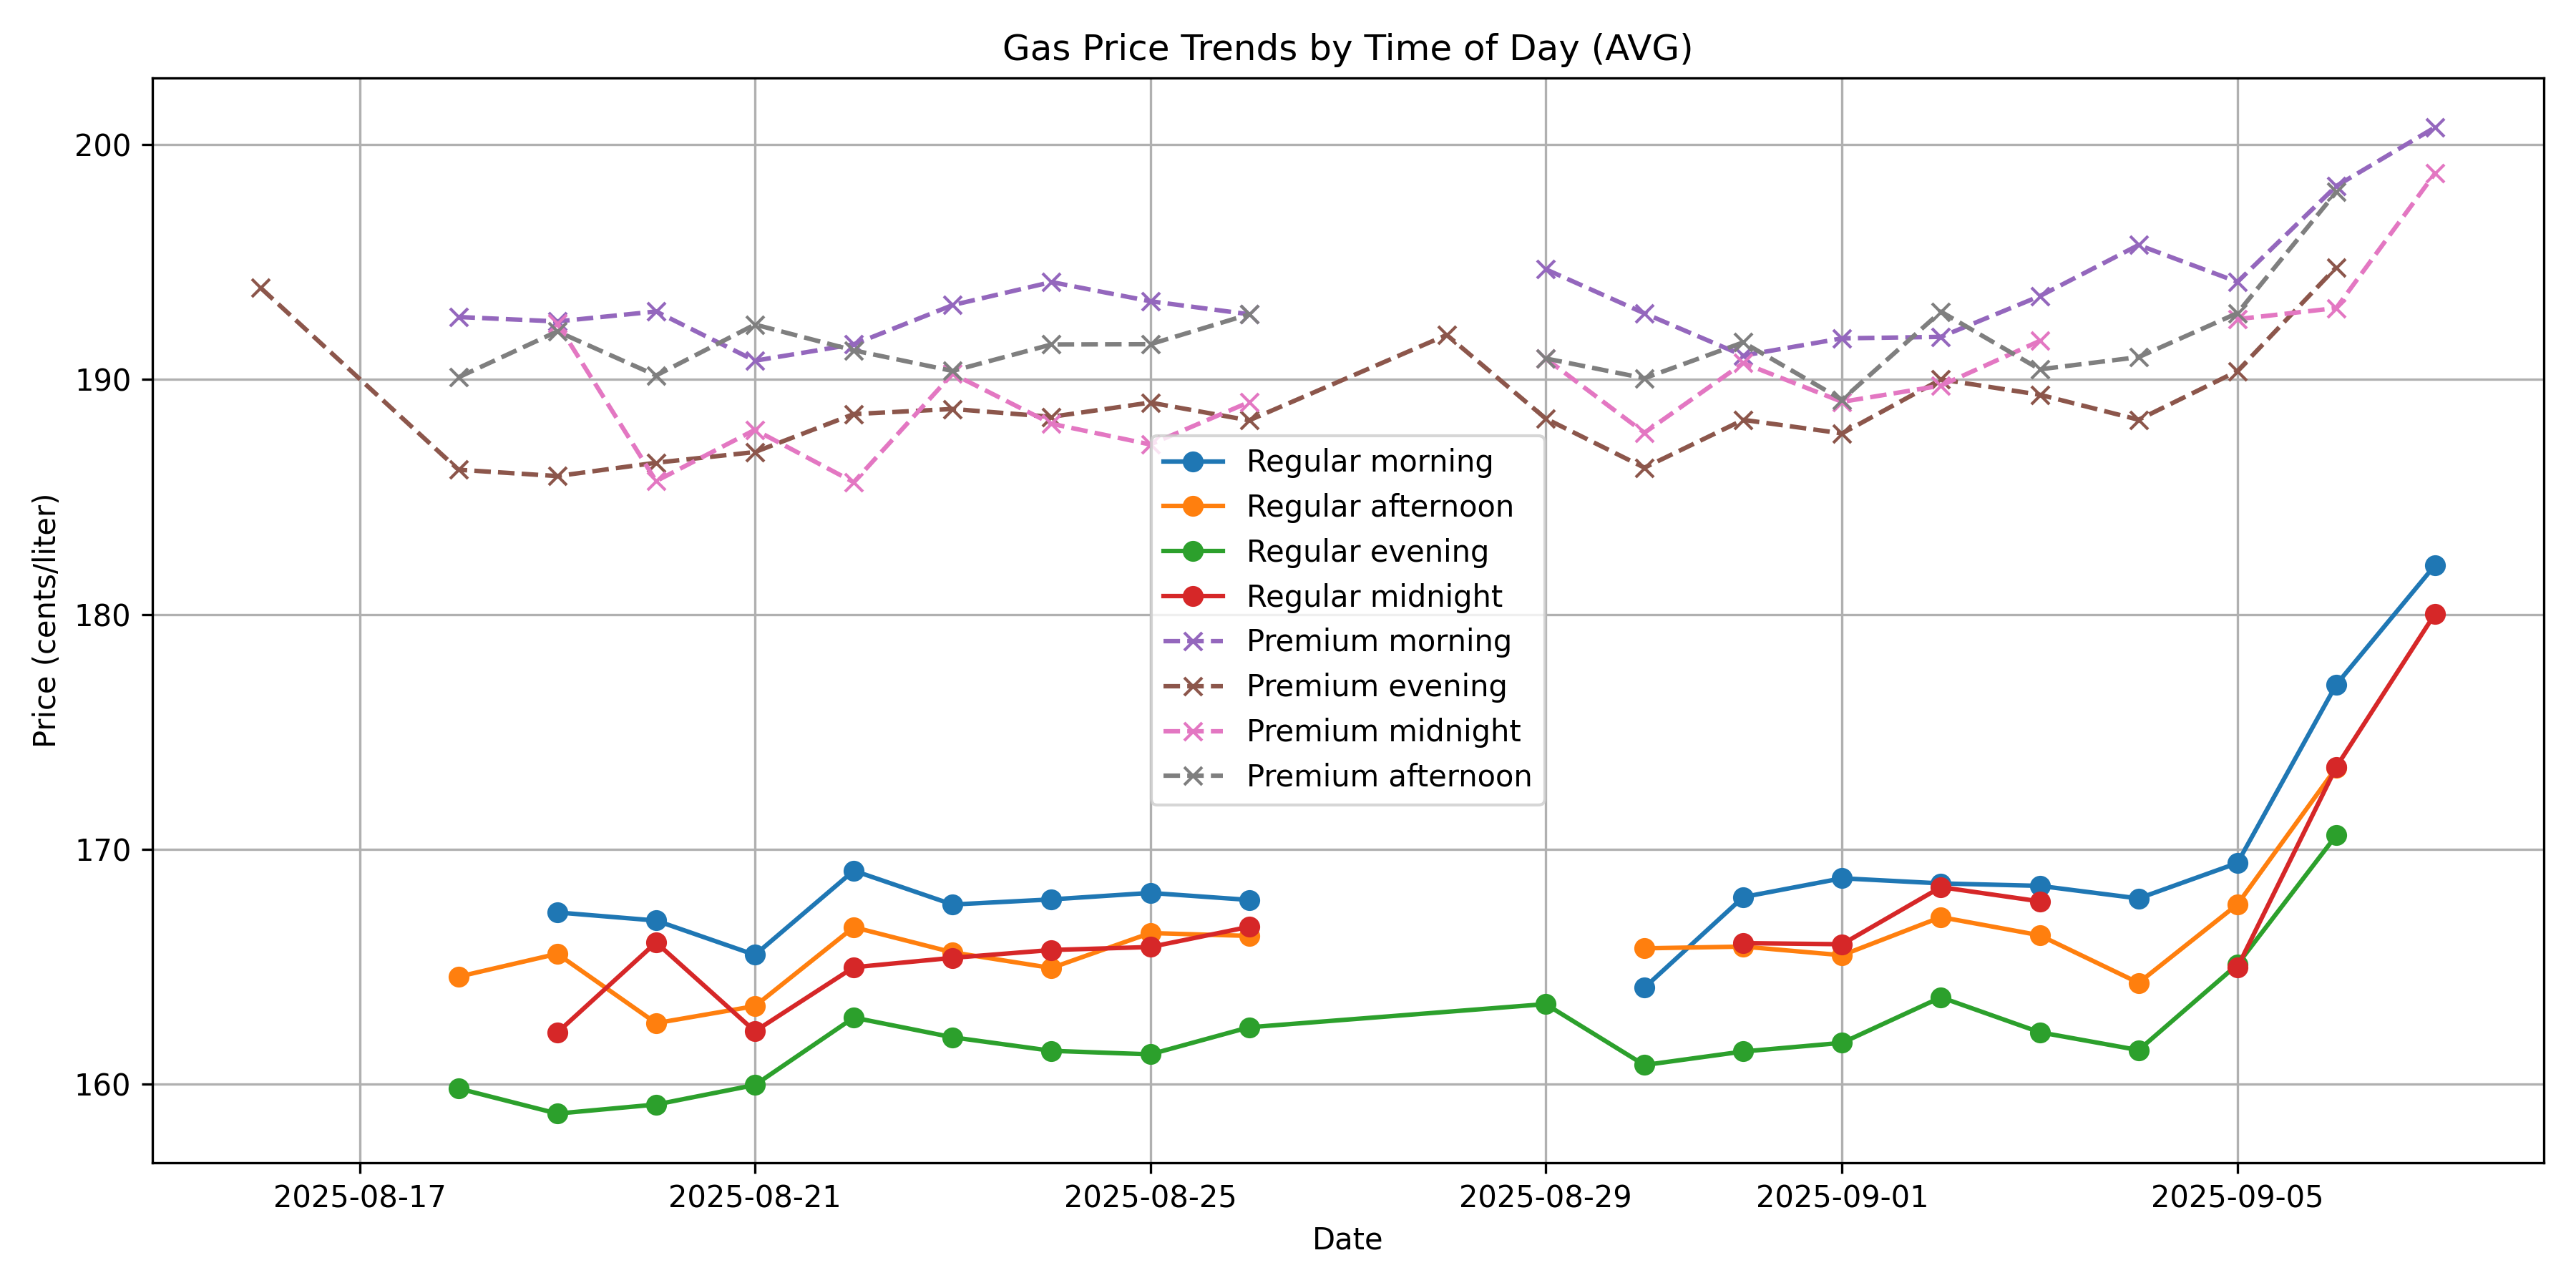 Gas Price Trends by Time of Day (AVG)
200
190
180
170
160
Price (cents/liter)
Regular morning
Regular afternoon
Regular evening
Regular midnight
Premium morning
Premium evening
Premium midnight
Premium afternoon
2025-08-17
2025-08-21
2025-08-25
2025-08-29
2025-09-01
2025-09-05
Date